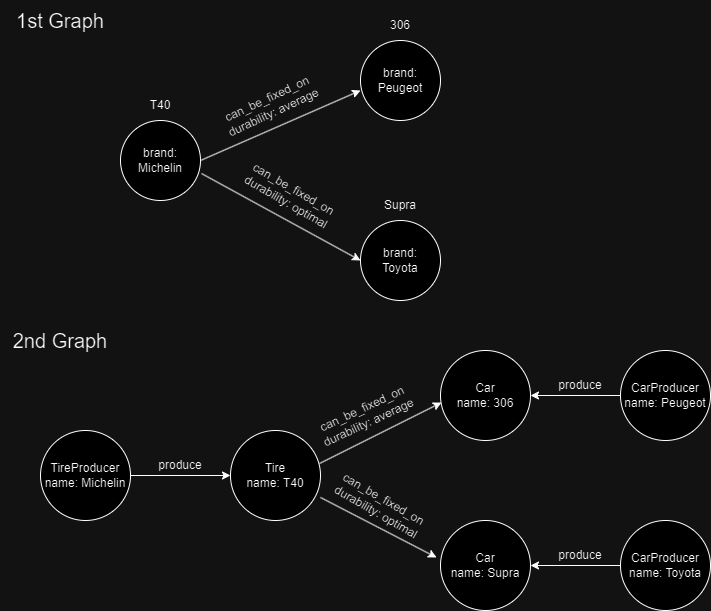 1st Graph
306
brand:
Peugeot
can_be_fixed_on
durability: average
T40
brand:
Michelin
can_be_fixed_on
durability: optimal
Supra
brand:
Toyota
2nd Graph
Car
name: 306
produce
CarProducer
name: Peugeot
can_be_fixed_on
durability: average
TireProducer
name: Michelin
produce
Tire
name: T40
can_be_fixed_on
durability: optimal
Car
name: Supra
produce
CarProducer
name: Toyota